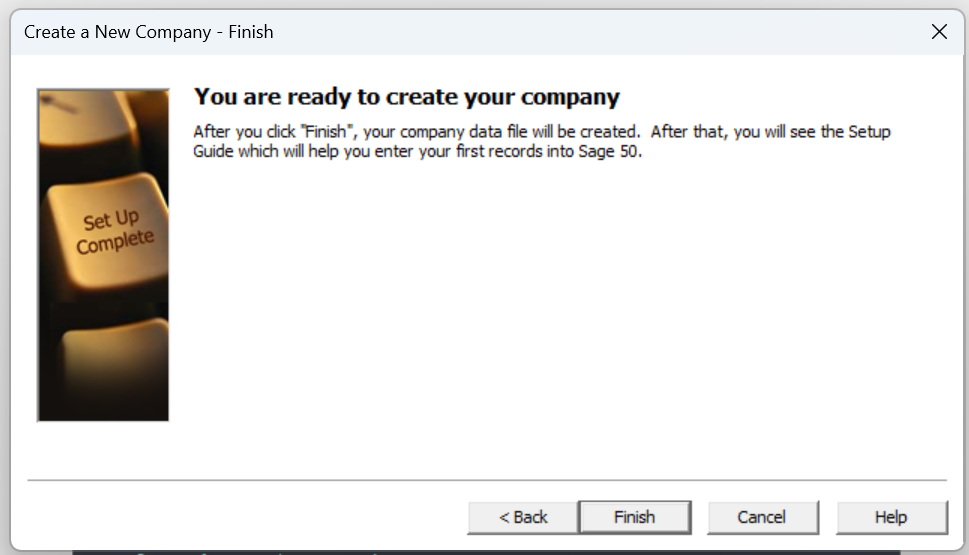 Create a New Company - Finish
You are ready to create your company
After you click "Finish", your company data file will be created.  After that, you will see the Setup
Guide which will help you enter your first records into Sage 50.
Set Up
Complete
< Back
Finish
Cancel
Help